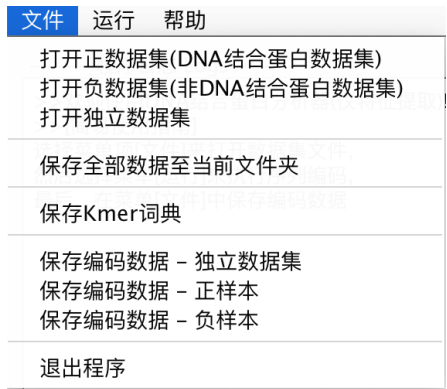 文件 运行 帮助
打开正数据集(DNA结合蛋白数据集)
打开负数据集(非DNA结合蛋白数据集)
打开独立数据集
保存全部数据至当前文件夹
保存Kmer词典
保存编码数据 – 独立数据集
保存编码数据 – 正样本
保存编码数据 – 负样本
退出程序